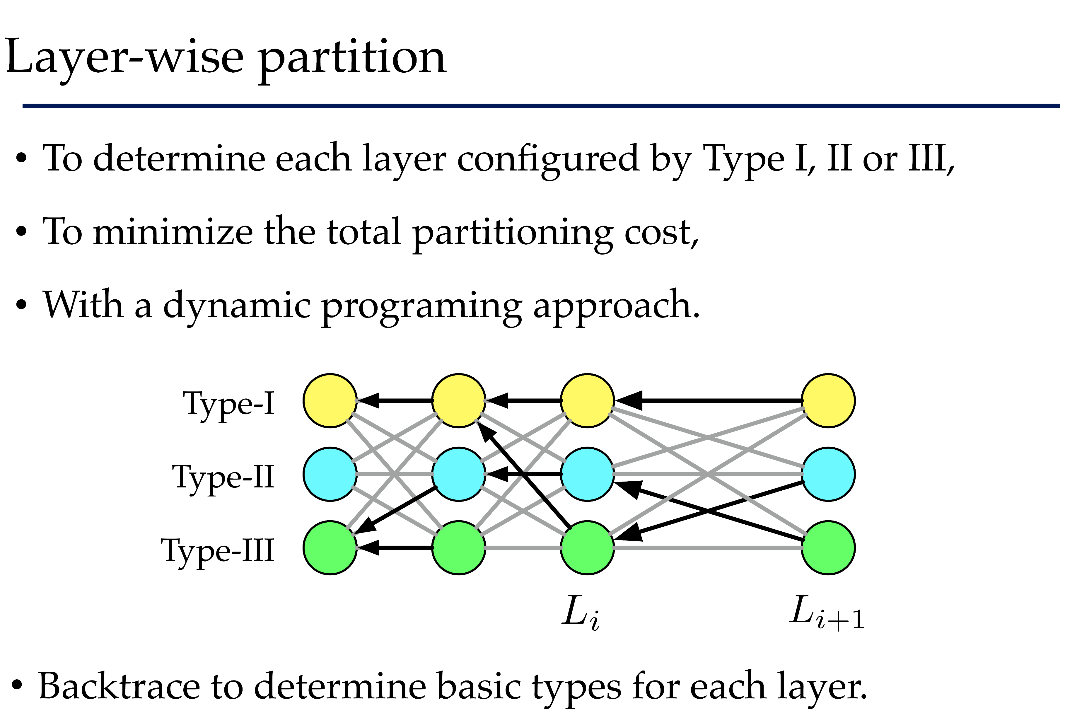 Layer-wise partition
• To determine each layer configured by Type I, II or III,
• To minimize the total partitioning cost,
• With a dynamic programing approach.
Type-I
Type-II
Type-III
L_i
L_{i+1}
• Backtrace to determine basic types for each layer.